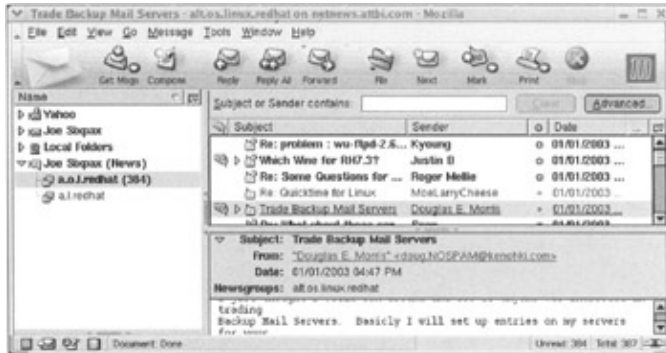 Trade Backup Mail Servers - alt.os.linux.redhat on netnews.attbi.com - Mozilla
File Edit View Go Message Tools Window Help
Get Msgs Compose Reply Reply All Forward File Next Mark Print Stop
Name
Yahoo
Joe Sixpax
Local Folders
Joe Sixpax (News)
a.o.l.redhat (364)
a.l.redhat
Subject or Sender contains: Clear Advanced...
Subject Sender Date
Re: problem : wu-ftpd-2.6... Kyoung 01/01/2003 ...
Which Wine for RH7.3? Justin B 01/01/2003 ...
Re: Some Questions for ... Roger Mellie 01/01/2003 ...
Re: Quicktime for Linux MoeLarryCheese 01/01/2003 ...
Trade Backup Mail Servers Douglas E. Morris 01/01/2003 ...
Subject: Trade Backup Mail Servers
From: "Douglas E. Morris"
Date: 01/01/2003 04:47 PM
Newsgroups: alt.os.linux.redhat
trading
Backup Mail Servers. Basicly I will set up entries on my servers
Document: Done Unread: 364 Total: 367